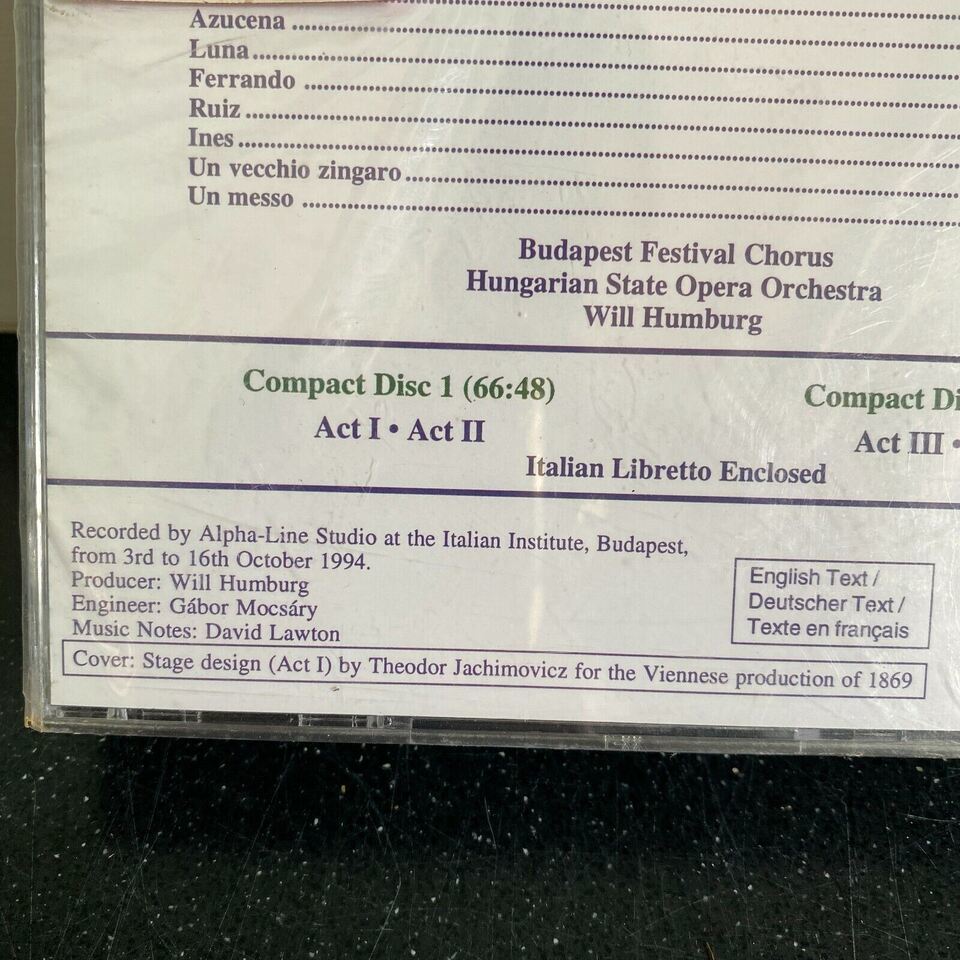 Azucena
Luna
Ferrando
Ruiz
Ines
Un vecchio zingaro
Un messo
Budapest Festival Chorus
Hungarian State Opera Orchestra
Will Humburg
Compact Disc 1 (66:48)
Act I • Act II
Compact Di
Act III •
Italian Libretto Enclosed
Recorded by Alpha-Line Studio at the Italian Institute, Budapest,
from 3rd to 16th October 1994.
Producer: Will Humburg
Engineer: Gábor Mocsáry
Music Notes: David Lawton
English Text /
Deutscher Text /
Texte en français
Cover: Stage design (Act I) by Theodor Jachimovicz for the Viennese production of 1869